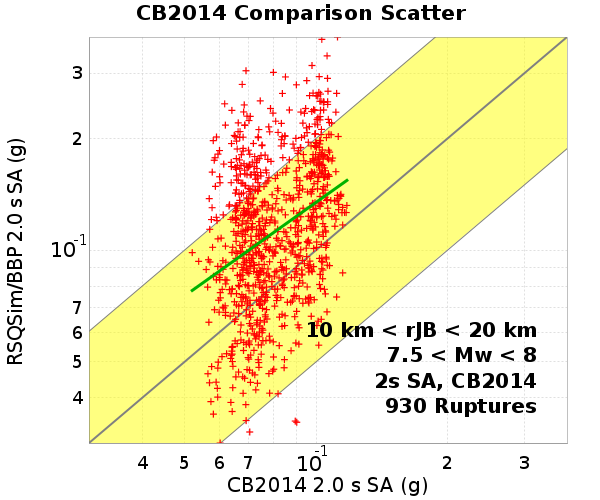 CB2014 Comparison Scatter
RSQSim/BBP 2.0 s SA (g)
3
2
10-1
7
6
5
4
10 km < rJB < 20 km
7.5 < Mw < 8
2s SA, CB2014
930 Ruptures
4 5 6 7 10-1 2 3
CB2014 2.0 s SA (g)